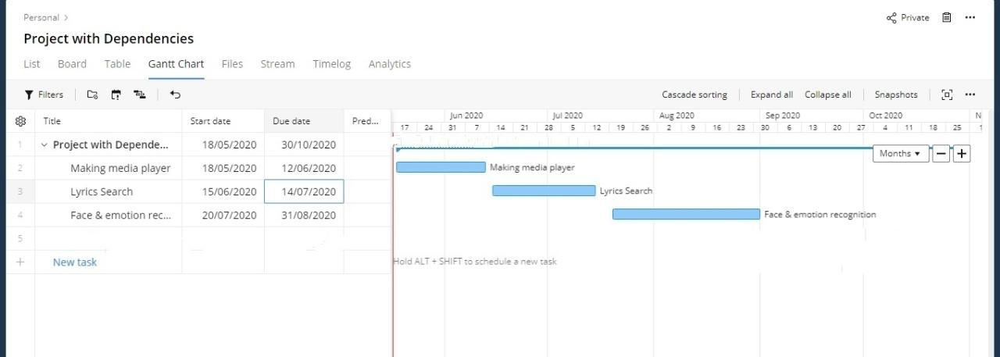 Personal >
Private
Project with Dependencies
List Board Table Gantt Chart Files Stream Timelog Analytics
Filters Cascade sorting Expand all Collapse all Snapshots
Title Start date Due date Pred...
Jun 2020 Jul 2020 Aug 2020 Sep 2020 Oct 2020 N
17 24 31 7 14 21 28 5 12 19 26 2 9 16 23 30 6 13 20 27 4 11 18 25 1
1 Project with Depende... 18/05/2020 30/10/2020
Months
2 Making media player 18/05/2020 12/06/2020 Making media player
3 Lyrics Search 15/06/2020 14/07/2020 Lyrics Search
4 Face & emotion rec... 20/07/2020 31/08/2020 Face & emotion recognition
5
+ New task Hold ALT + SHIFT to schedule a new task